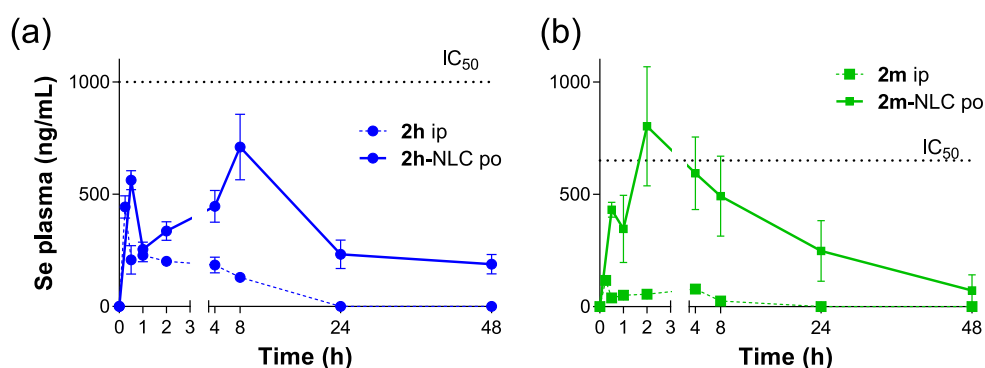 (a)
Se plasma (ng/mL)
1000
500
0
IC50
2h ip
2h-NLC po
0 1 2 3 4 8 24 48
Time (h)
(b)
1000
500
0
2m ip
2m-NLC po
IC50
0 1 2 3 4 8 24 48
Time (h)